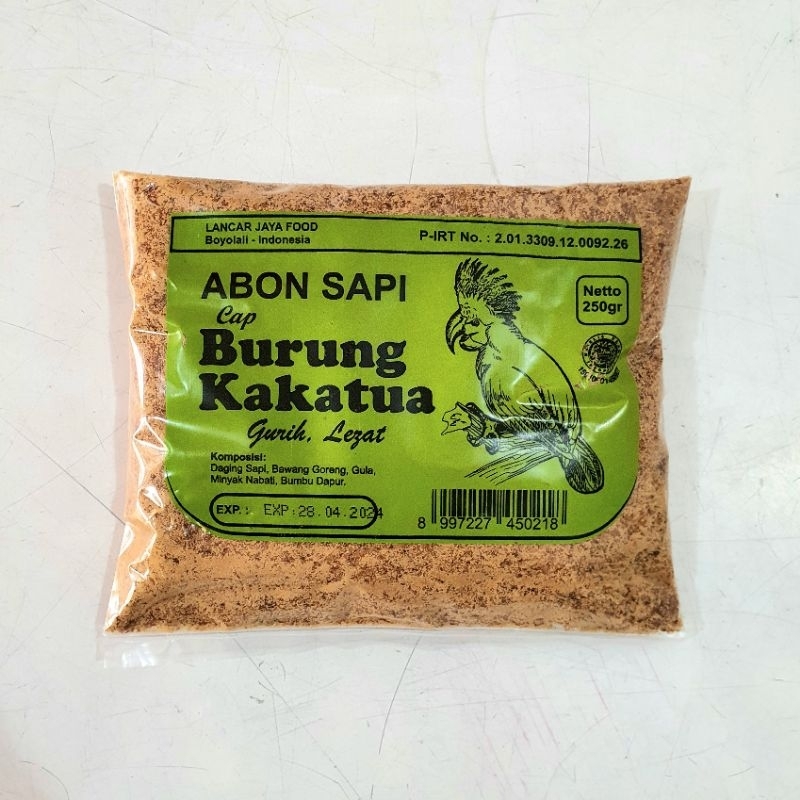 LANCAR JAYA FOOD
Boyolali - Indonesia
P-IRT No. : 2.01.3309.12.0092.26
ABON SAPI
Cap
Burung
Kakatua
Gurih, Lezat
Netto
250gr
Komposisi:
Daging Sapi, Bawang Goreng, Gula,
Minyak Nabati, Bumbu Dapur.
EXP. : EXP:28.04.2024
8 997227 450218